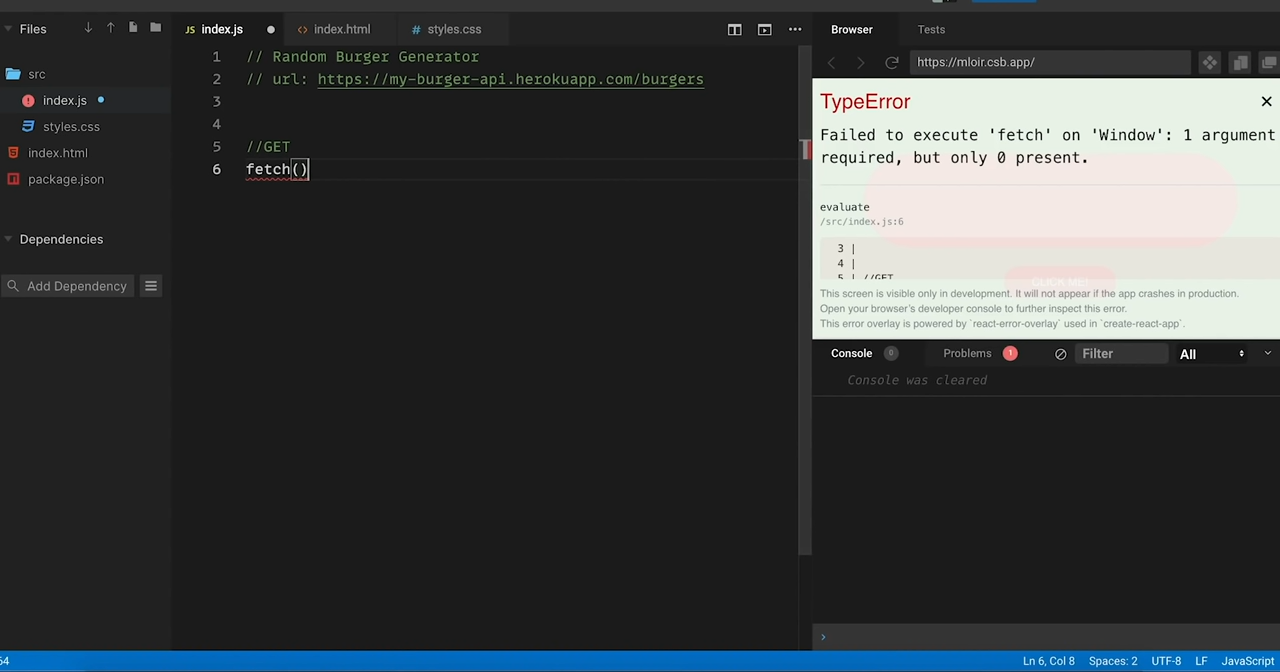 Files
src
index.js
styles.css
index.html
package.json
Dependencies
Add Dependency
JS index.js
<> index.html
# styles.css
1 // Random Burger Generator
2 // url: https://my-burger-api.herokuapp.com/burgers
3
4
5 //GET
6 fetch()
Browser
Tests
https://mloir.csb.app/
TypeError
Failed to execute 'fetch' on 'Window': 1 argument
required, but only 0 present.
evaluate
/src/index.js:6
3 |
4 |
5 | //GET
CLICK ME!
This screen is visible only in development. It will not appear if the app crashes in production.
Open your browser's developer console to further inspect this error.
This error overlay is powered by `react-error-overlay` used in `create-react-app`.
Console 0
Problems 1
Filter
All
Console was cleared
64
Ln 6, Col 8
Spaces: 2
UTF-8
LF
JavaScript